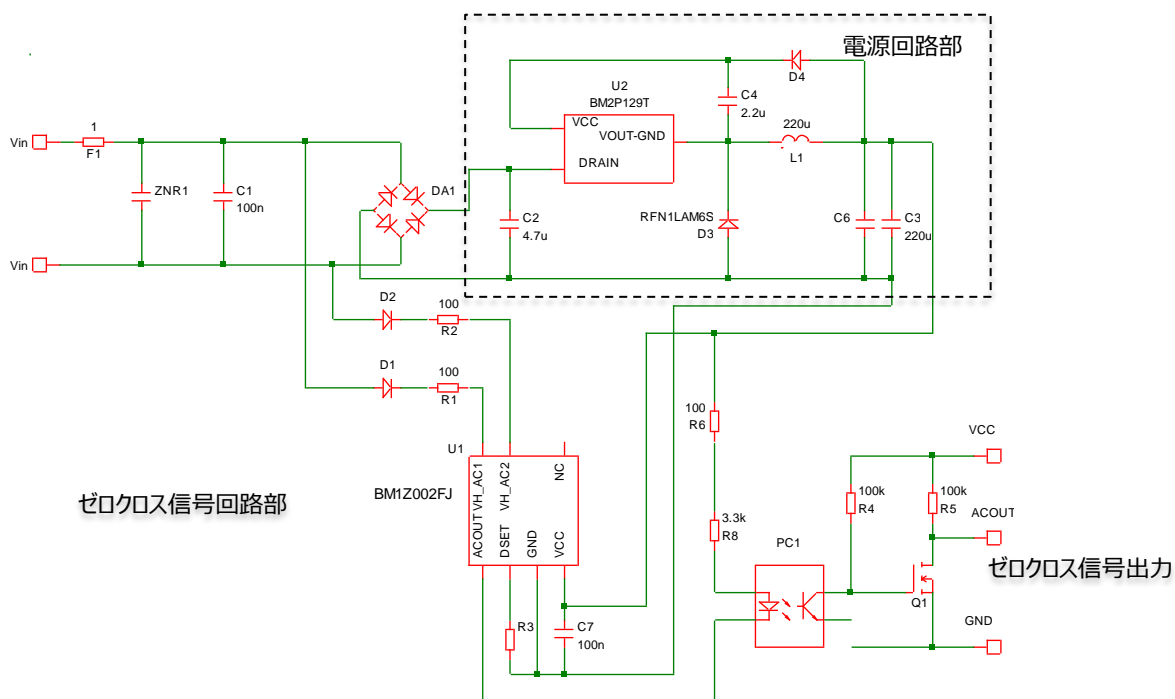 電源回路部
D4
U2
BM2P129T
C4
2.2u
VCC
VOUT-GND
DRAIN
220u
L1
1
Vin
F1
ZNR1
C1
100n
DA1
C2
4.7u
RFN1LAM6S
D3
C6
C3
220u
Vin
D2
100
R2
D1
100
R1
100
R6
U1
VH_AC1
VH_AC2
NC
BM1Z002FJ
ACOUT
DSET
GND
VCC
ゼロクロス信号回路部
3.3k
R8
PC1
VCC
100k
R4
100k
R5
ACOUT
ゼロクロス信号出力
Q1
GND
R3
C7
100n